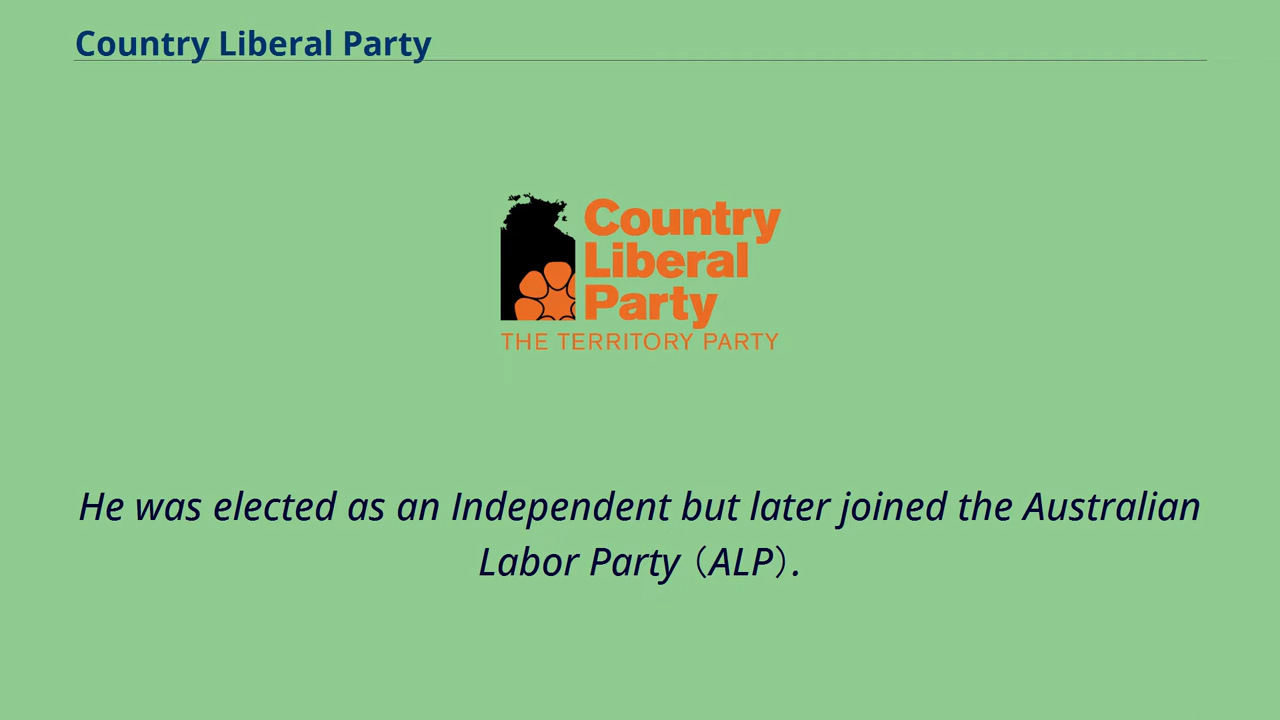 Country Liberal Party
Country
Liberal
Party
THE TERRITORY PARTY
He was elected as an Independent but later joined the Australian
Labor Party（ALP）.